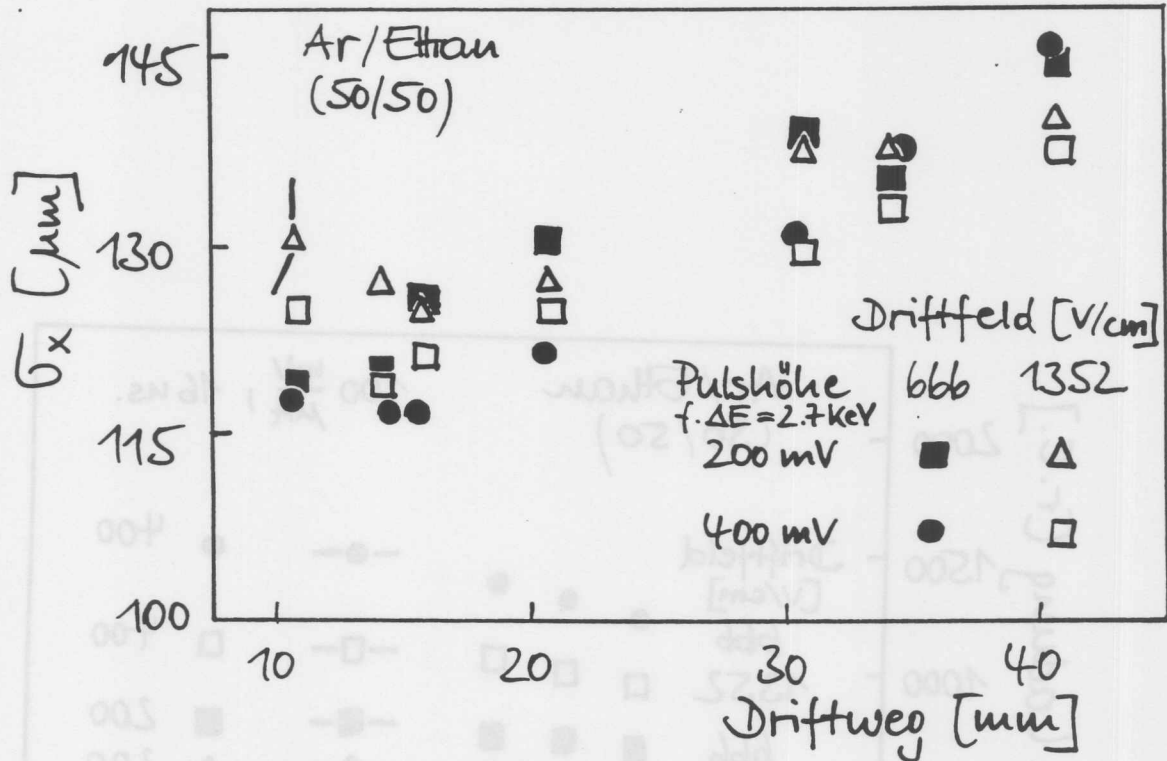 Ar/Ethan
(50/50)
145
130
115
100
σx [μm]
10 20 30 40
Driftweg [mm]
Driftfeld [V/cm]
Pulshöhe 666 1352
f. ΔE = 2.7 keV
200 mV ■ △
400 mV ● □